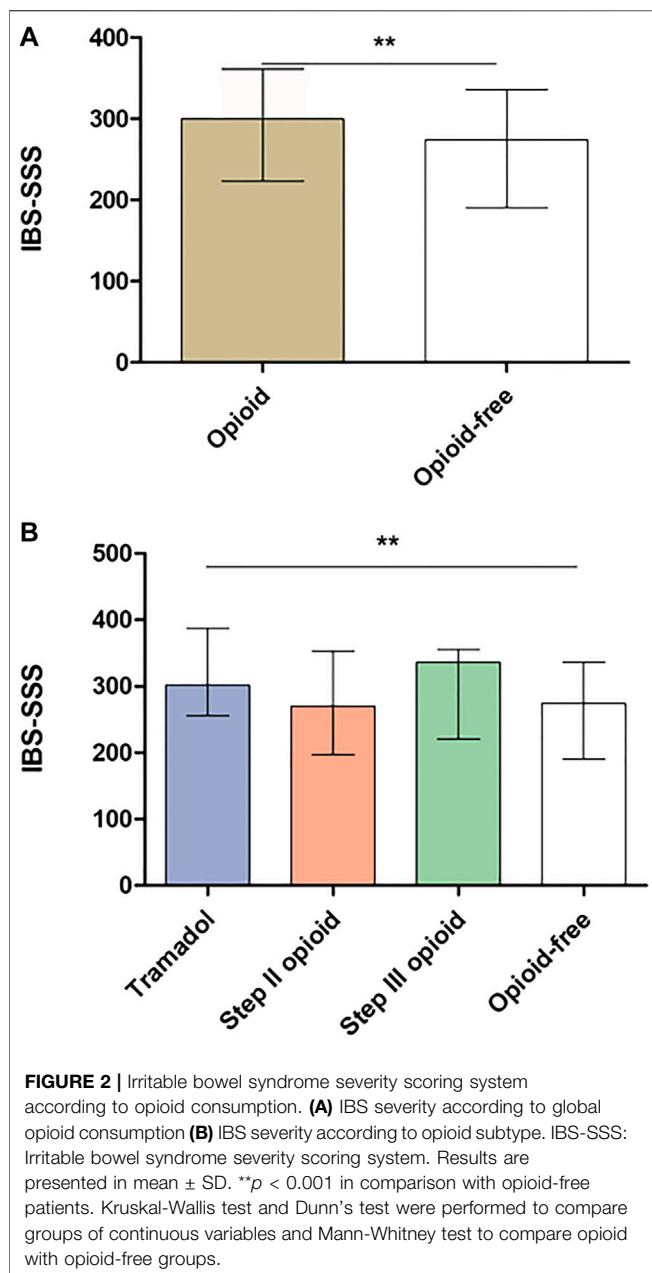 A
**
400
300
200
100
0
IBS-SSS
Opioid
Opioid-free
B
**
500
400
300
200
100
0
IBS-SSS
Tramadol
Step II opioid
Step III opioid
Opioid-free
FIGURE 2 | Irritable bowel syndrome severity scoring system
according to opioid consumption. (A) IBS severity according to global
opioid consumption (B) IBS severity according to opioid subtype. IBS-SSS:
Irritable bowel syndrome severity scoring system. Results are
presented in mean ± SD. **p < 0.001 in comparison with opioid-free
patients. Kruskal-Wallis test and Dunn’s test were performed to compare
groups of continuous variables and Mann-Whitney test to compare opioid
with opioid-free groups.